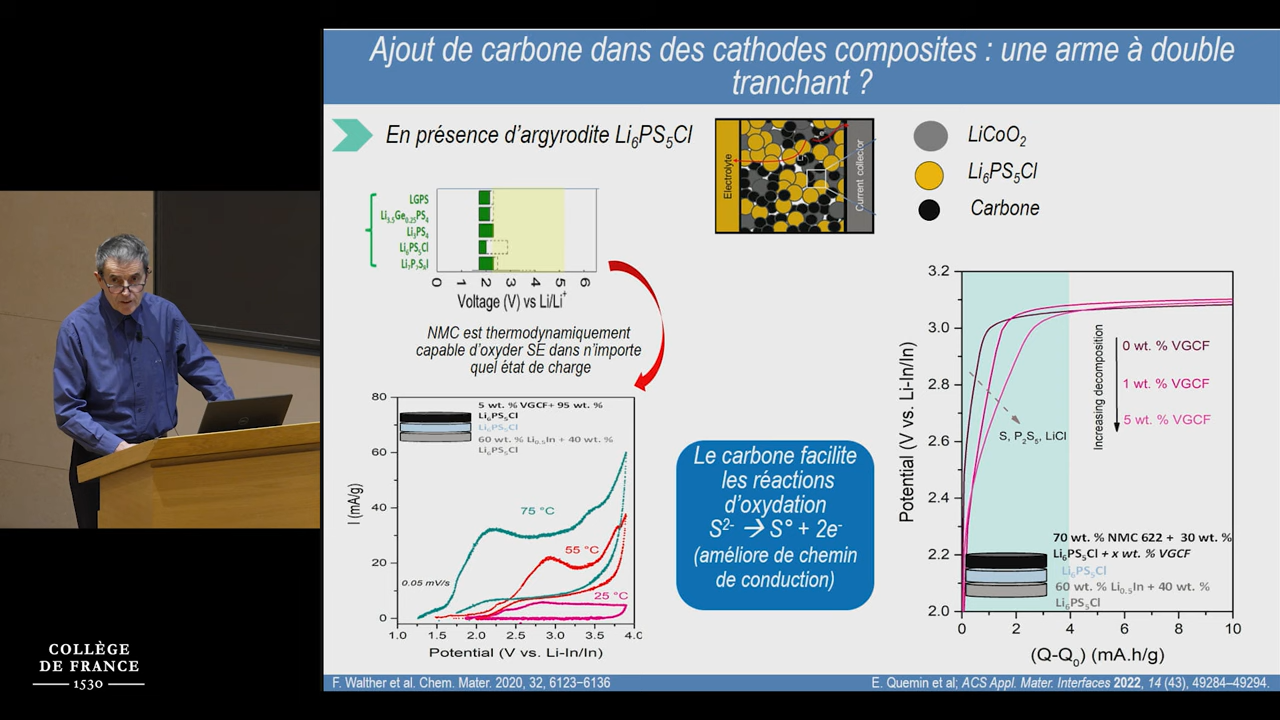 Ajout de carbone dans des cathodes composites : une arme à double
tranchant ?
En présence d'argyrodite Li6PS5Cl
Electrolyte
e-
Li
Current collector
LiCoO2
Li6PS5Cl
Carbone
LGPS
Li3.5Ge0.25PS4
Li3PS4
Li6PS5Cl
Li7P2S8I
0 1 2 3 4 5 6
Voltage (V) vs Li/Li+
NMC est thermodynamiquement
capable d'oxyder SE dans n'importe
quel état de charge
80
60
40
20
0
I (mA/g)
5 wt. % VGCF+ 95 wt. %
Li6PS5Cl
Li6PS5Cl
60 wt. % Li0.5In + 40 wt. %
Li6PS5Cl
75 °C
55 °C
25 °C
0.05 mV/s
1.0 1.5 2.0 2.5 3.0 3.5 4.0
Potential (V vs. Li-In/In)
Le carbone facilite
les réactions
d'oxydation
S2- → S° + 2e-
(améliore de chemin
de conduction)
3.2
3.0
2.8
2.6
2.4
2.2
2.0
Potential (V vs. Li-In/In)
Increasing decomposition
0 wt. % VGCF
1 wt. % VGCF
5 wt. % VGCF
S, P2S5, LiCl
70 wt. % NMC 622 + 30 wt. %
Li6PS5Cl + x wt. % VGCF
Li6PS5Cl
60 wt. % Li0.5In + 40 wt. %
Li6PS5Cl
0 2 4 6 8 10
(Q-Q0) (mA.h/g)
COLLÈGE
DE FRANCE
1530
F. Walther et al. Chem. Mater. 2020, 32, 6123−6136
E. Quemin et al; ACS Appl. Mater. Interfaces 2022, 14 (43), 49284–49294.